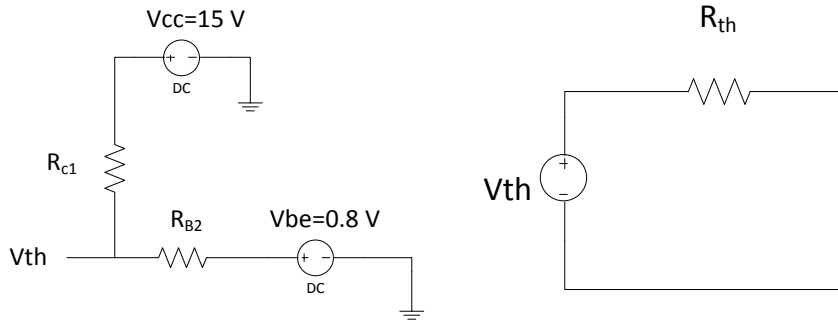 Vcc=15 V
+ -
DC
Rc1
Vth
RB2
Vbe=0.8 V
+ -
DC
Rth
Vth
+
-